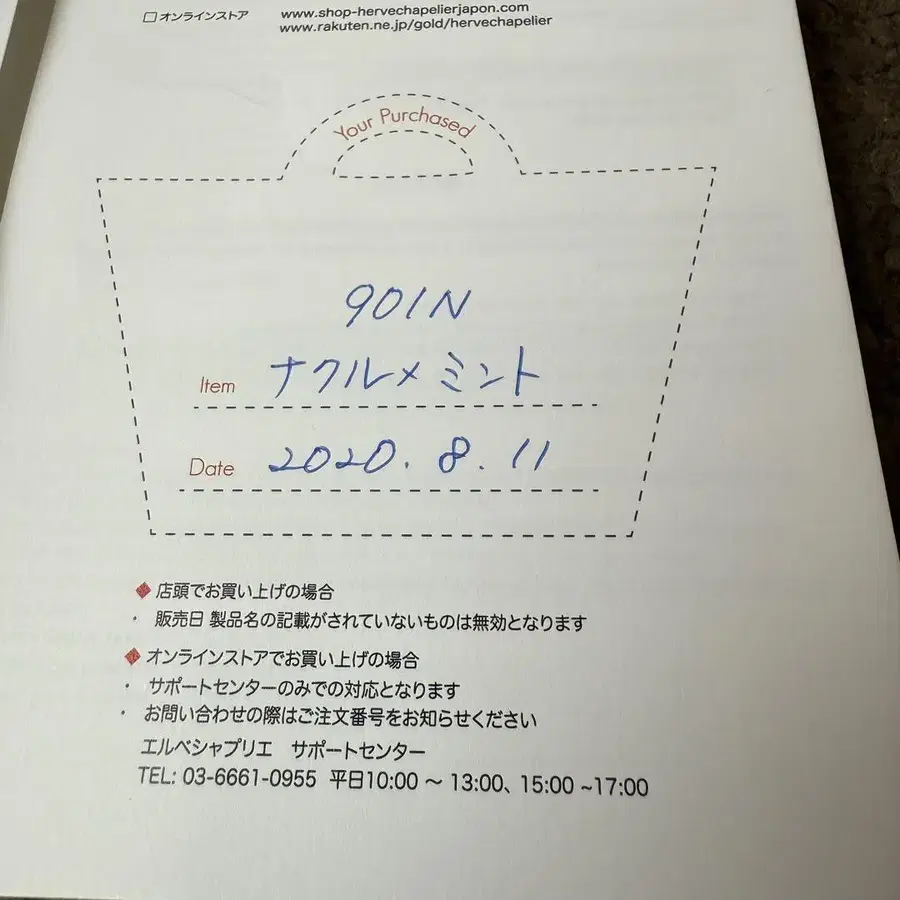 □ オンラインストア www.shop-hervechapelierjapon.com
www.rakuten.ne.jp/gold/hervechapelier
Your Purchased
901N
Item ナクルメミント
Date 2020.8.11
◆ 店頭でお買い上げの場合
・ 販売日 製品名の記載がされていないものは無効となります
◆ オンラインストアでお買い上げの場合
・ サポートセンターのみでの対応となります
・ お問い合わせの際はご注文番号をお知らせください
エルベシャプリエ サポートセンター
TEL: 03-6661-0955 平日10:00 ～ 13:00、15:00 ~17:00